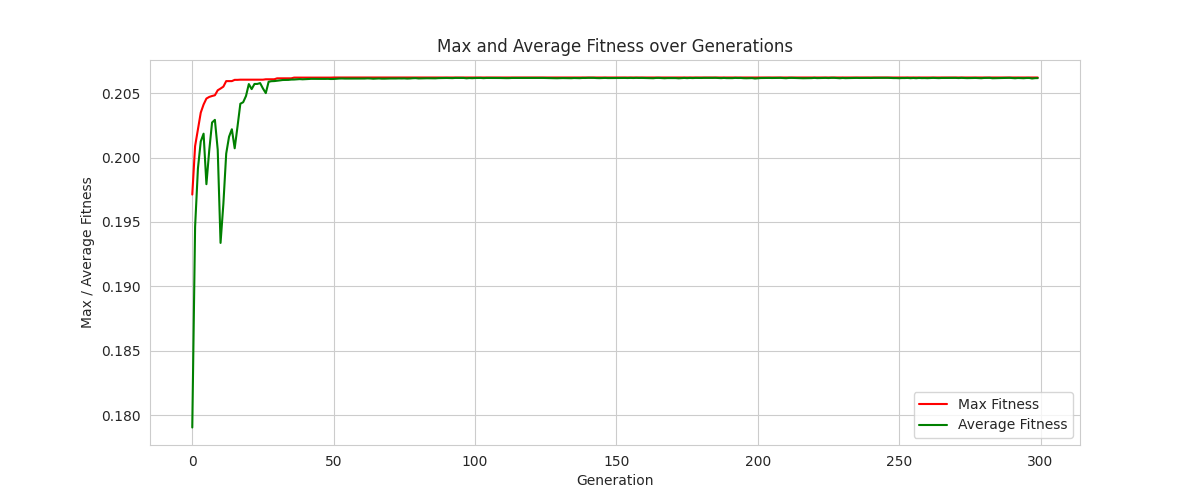 Max and Average Fitness over Generations
Max / Average Fitness
0.205
0.200
0.195
0.190
0.185
0.180
0
50
100
150
200
250
300
Generation
Max Fitness
Average Fitness